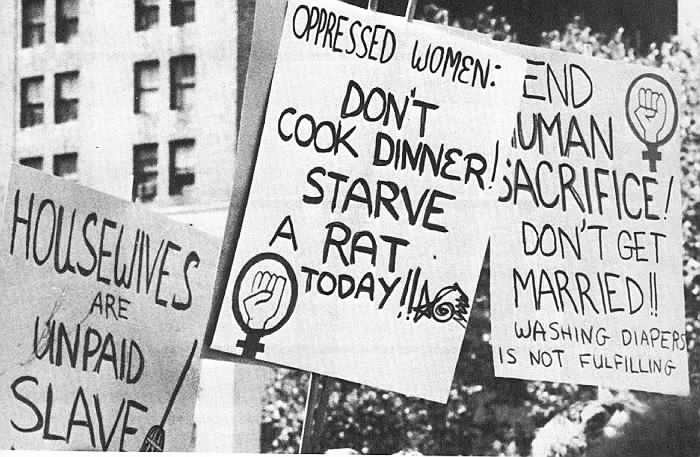 HOUSEWIVES
ARE
UNPAID
SLAVE
OPPRESSED WOMEN:
DON'T
COOK DINNER!
STARVE
A RAT
TODAY!!
END
HUMAN
SACRIFICE!
DON'T GET
MARRIED!!
WASHING DIAPERS
IS NOT FULFILLING